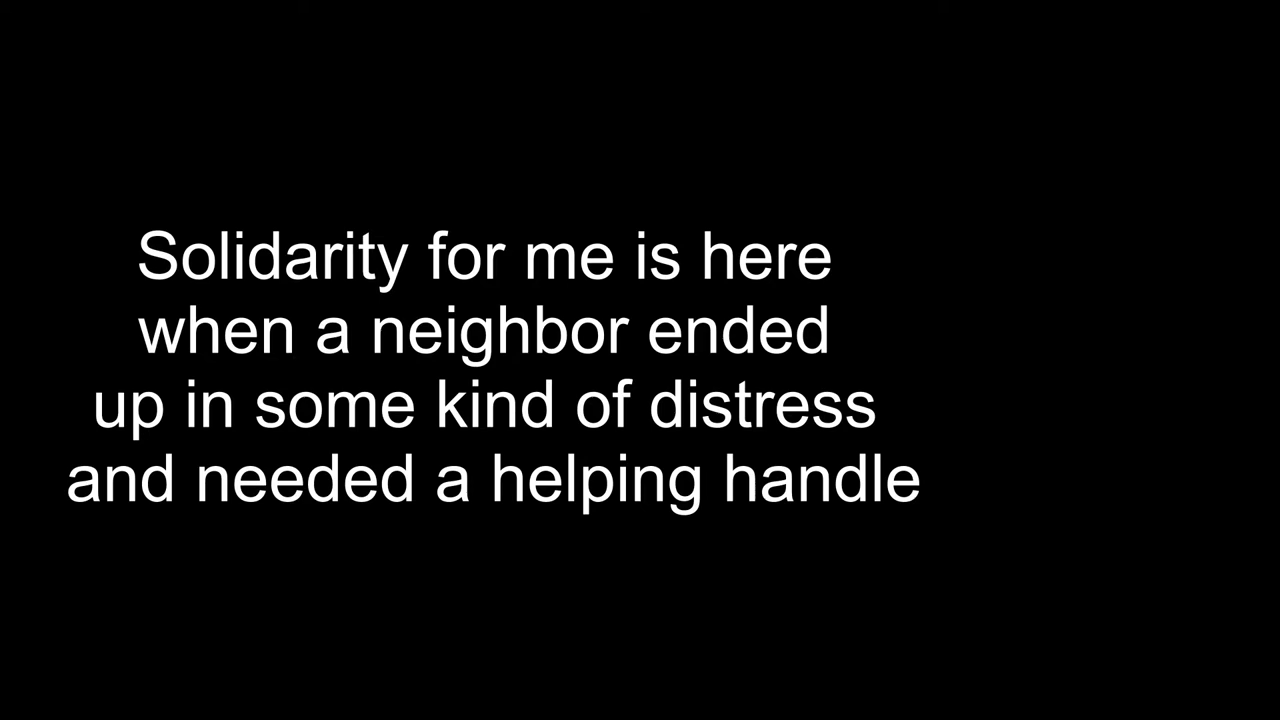 Solidarity for me is here
when a neighbor ended
up in some kind of distress
and needed a helping handle